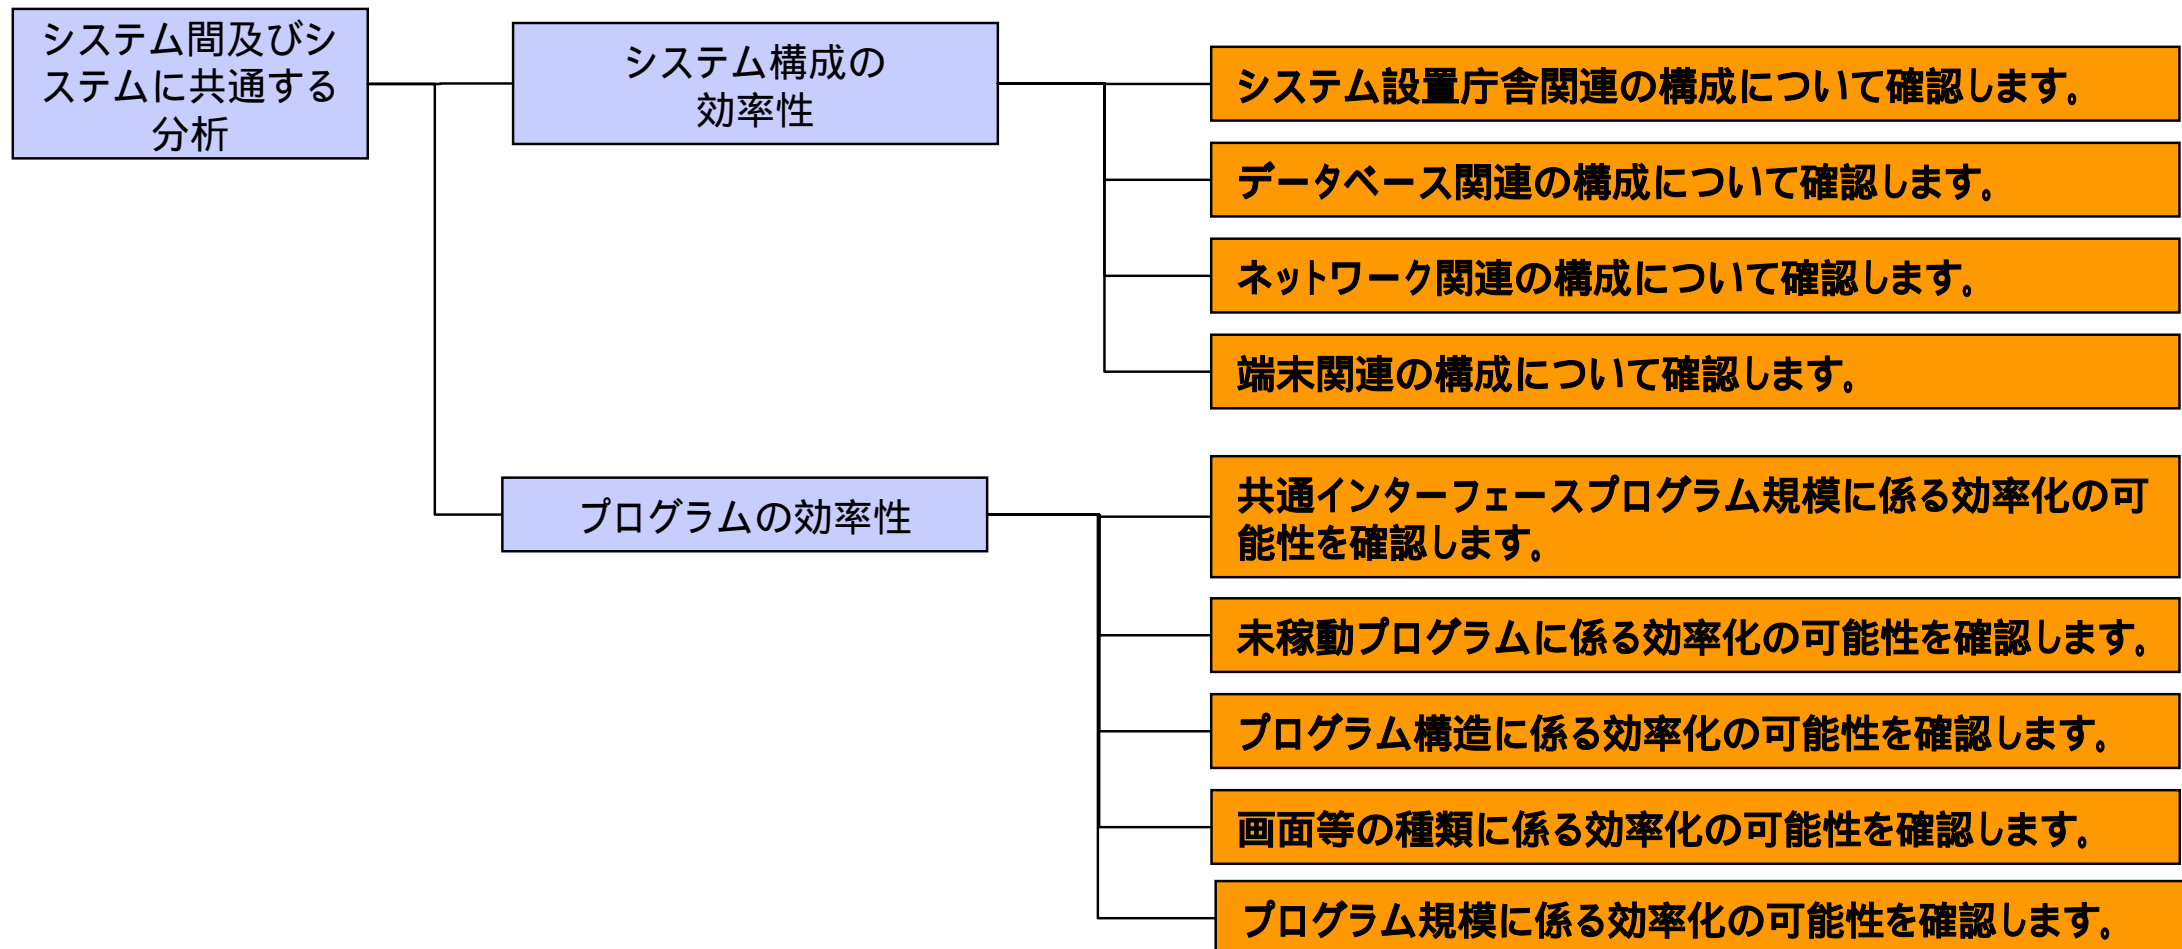 システム間及びシ
ステムに共通する
分析
システム構成の
効率性
システム設置庁舎関連の構成について確認します。
データベース関連の構成について確認します。
ネットワーク関連の構成について確認します。
端末関連の構成について確認します。
プログラムの効率性
共通インターフェースプログラム規模に係る効率化の可
能性を確認します。
未稼動プログラムに係る効率化の可能性を確認します。
プログラム構造に係る効率化の可能性を確認します。
画面等の種類に係る効率化の可能性を確認します。
プログラム規模に係る効率化の可能性を確認します。